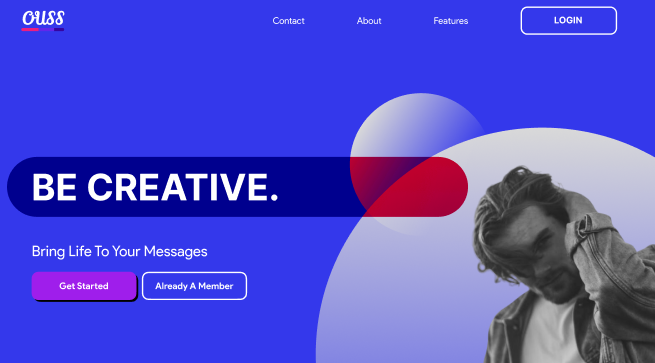 OUSS
Contact About Features LOGIN
BE CREATIVE.
Bring Life To Your Messages
Get Started Already A Member